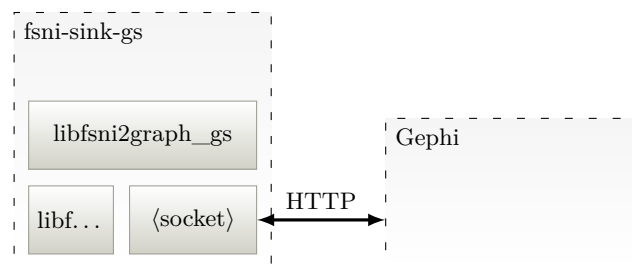 fsni-sink-gs
libfsni2graph_gs
Gephi
HTTP
libf...
⟨socket⟩